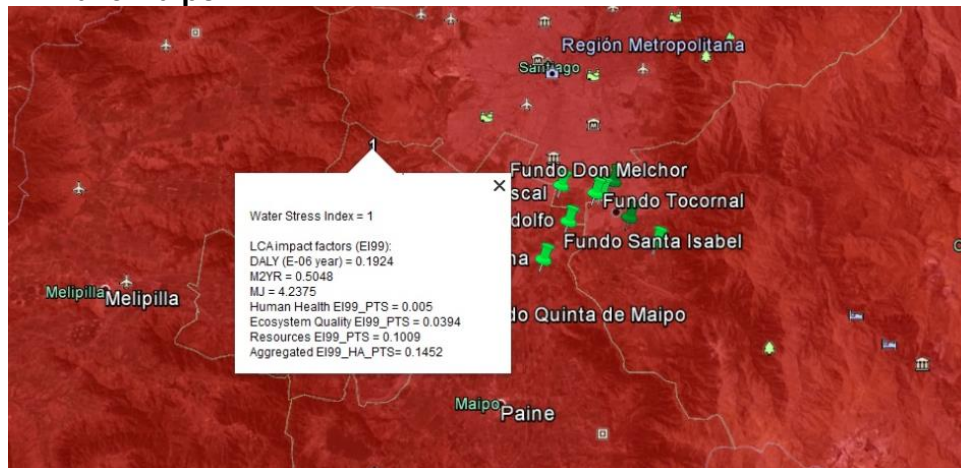 Región Metropolitana
Santiago
1
Fundo Don Melchor
scal
Fundo Tocornal
dolfo
Fundo Santa Isabel
na
Water Stress Index = 1
LCA impact factors (EI99):
DALY (E-06 year) = 0.1924
M2YR = 0.5048
MJ = 4.2375
Human Health EI99_PTS = 0.005
Ecosystem Quality EI99_PTS = 0.0394
Resources EI99_PTS = 0.1009
Aggregated EI99_HA_PTS= 0.1452
Melipilla
Melipilla
do Quinta de Maipo
Maipo
Paine